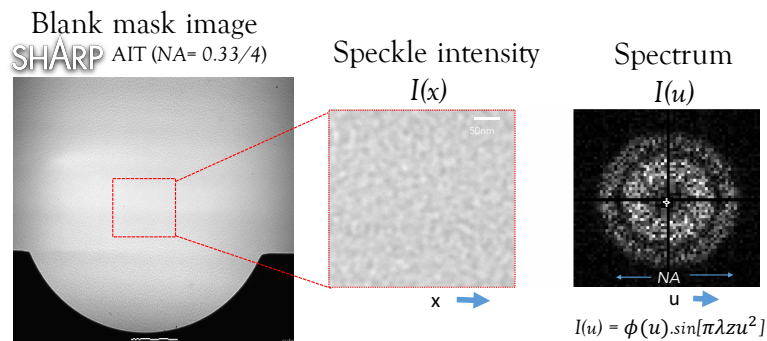 Blank mask image
SHARP AIT (NA= 0.33/4)
Speckle intensity
I(x)
Spectrum
I(u)
50nm
NA
x
u
I(u) = ϕ(u).sin[πλzu²]